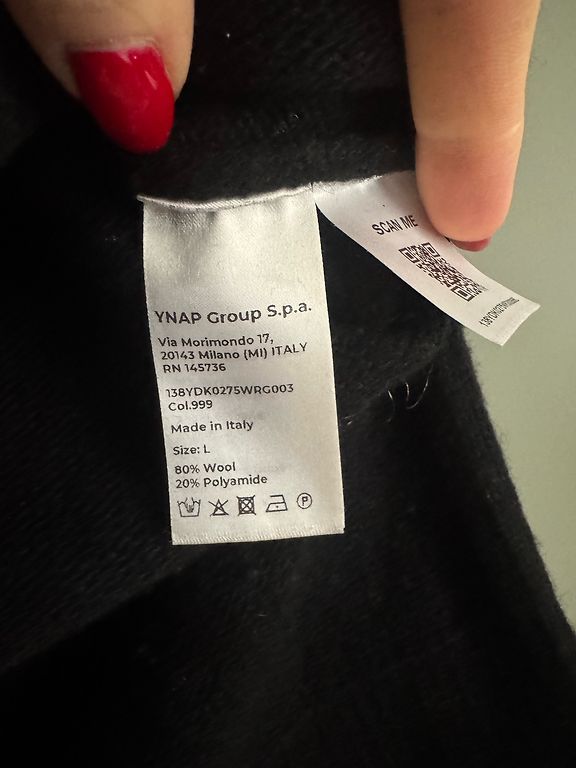 YNAP Group S.p.a.
Via Morimondo 17,
20143 Milano (MI) ITALY
RN 145736
138YDK0275WRG003
Col.999
Made in Italy
Size: L
80% Wool
20% Polyamide
P
SCAN ME